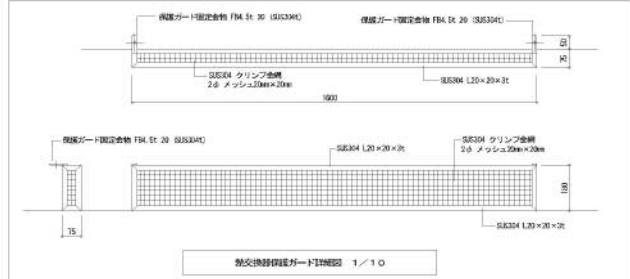 保護ガード固定金物 FB4.5t 30 (SUS304t)
保護ガード固定金物 FB4.5t 20 (SUS304t)
50
75
SUS304 クリンプ金網
2φ メッシュ20mm×20mm
SUS304 L20×20×3t
1600
保護ガード固定金物 FB4.5t 20 (SUS304t)
SUS304 L20×20×3t
SUS304 クリンプ金網
2φ メッシュ20mm×20mm
75
SUS304 L20×20×3t
熱交換器保護ガード詳細図 1/10